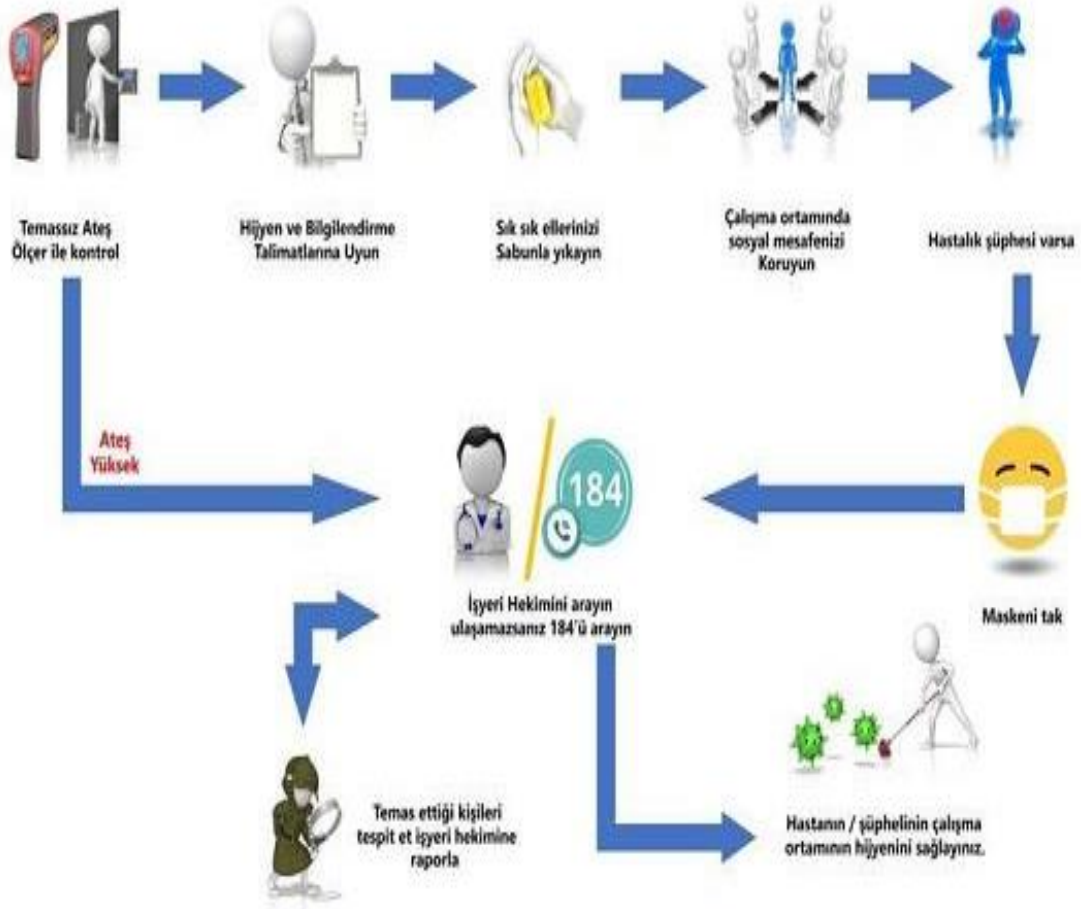 Temassız Ateş
Ölçer ile kontrol
Hijyen ve Bilgilendirme
Talimatlarına Uyun
Sık sık ellerinizi
Sabunla yıkayın
Çalışma ortamında
sosyal mesafenizi
Koruyun
Hastalık şüphesi varsa
Ateş
Yüksek
184
İşyeri Hekimini arayın
ulaşamazsanız 184'ü arayın
Maskeni tak
Temas ettiği kişileri
tespit et işyeri hekimine
raporla
Hastanın / şüphelinin çalışma
ortamının hijyenini sağlayınız.